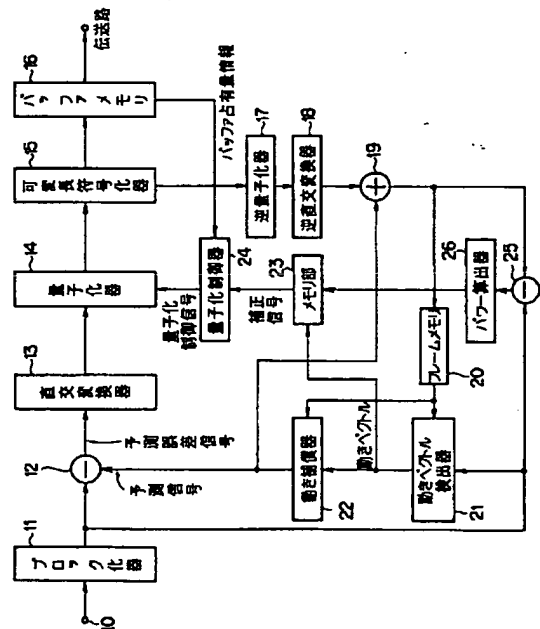 10
11
ブロック化器
12
予測誤差信号
予測信号
13
直交変換器
14
量子化器
15
可変長符号化器
16
バッファメモリ
伝送路
バッファ占有量情報
量子化
制御信号
24
量子化制御器
17
逆量子化器
18
逆直交変換器
19
補正
信号
23
メモリ部
22
動き補償器
動きベクトル
21
動きベクトル
検出器
20
フレームメモリ
26
パワー算出器
25